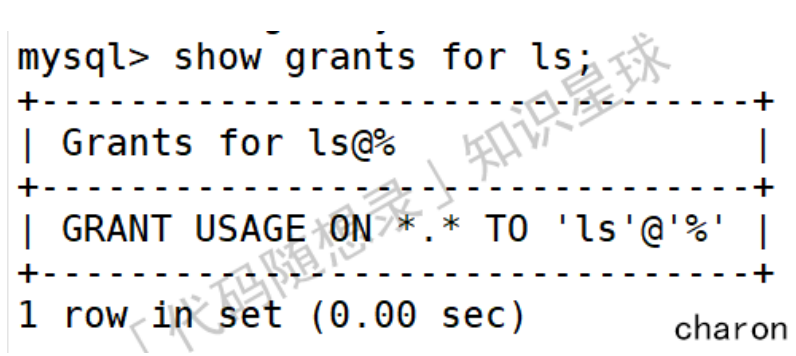 mysql> show grants for ls;
+---------------------------------+
| Grants for ls@%                 |
+---------------------------------+
| GRANT USAGE ON *.* TO 'ls'@'%' |
+---------------------------------+
1 row in set (0.00 sec)
「代码随想录」知识星球
charon